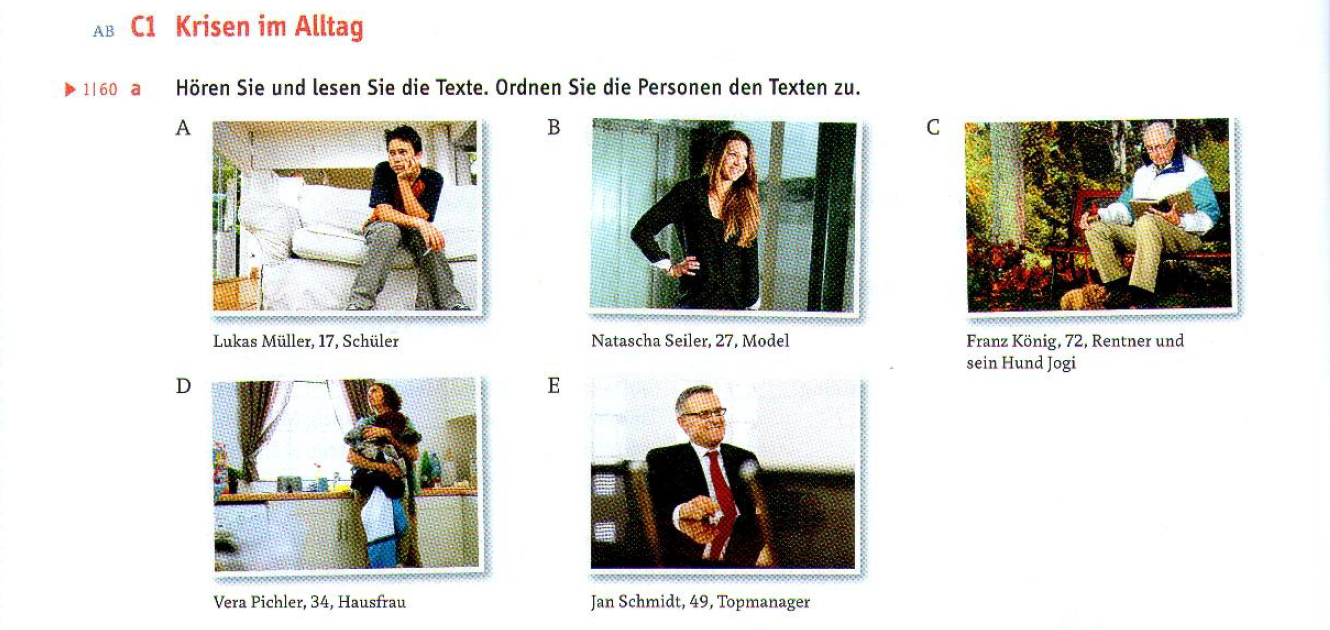 AB C1 Krisen im Alltag
1|60 a Hören Sie und lesen Sie die Texte. Ordnen Sie die Personen den Texten zu.
A
B
C
Lukas Müller, 17, Schüler
Natascha Seiler, 27, Model
Franz König, 72, Rentner und
sein Hund Jogi
D
E
Vera Pichler, 34, Hausfrau
Jan Schmidt, 49, Topmanager